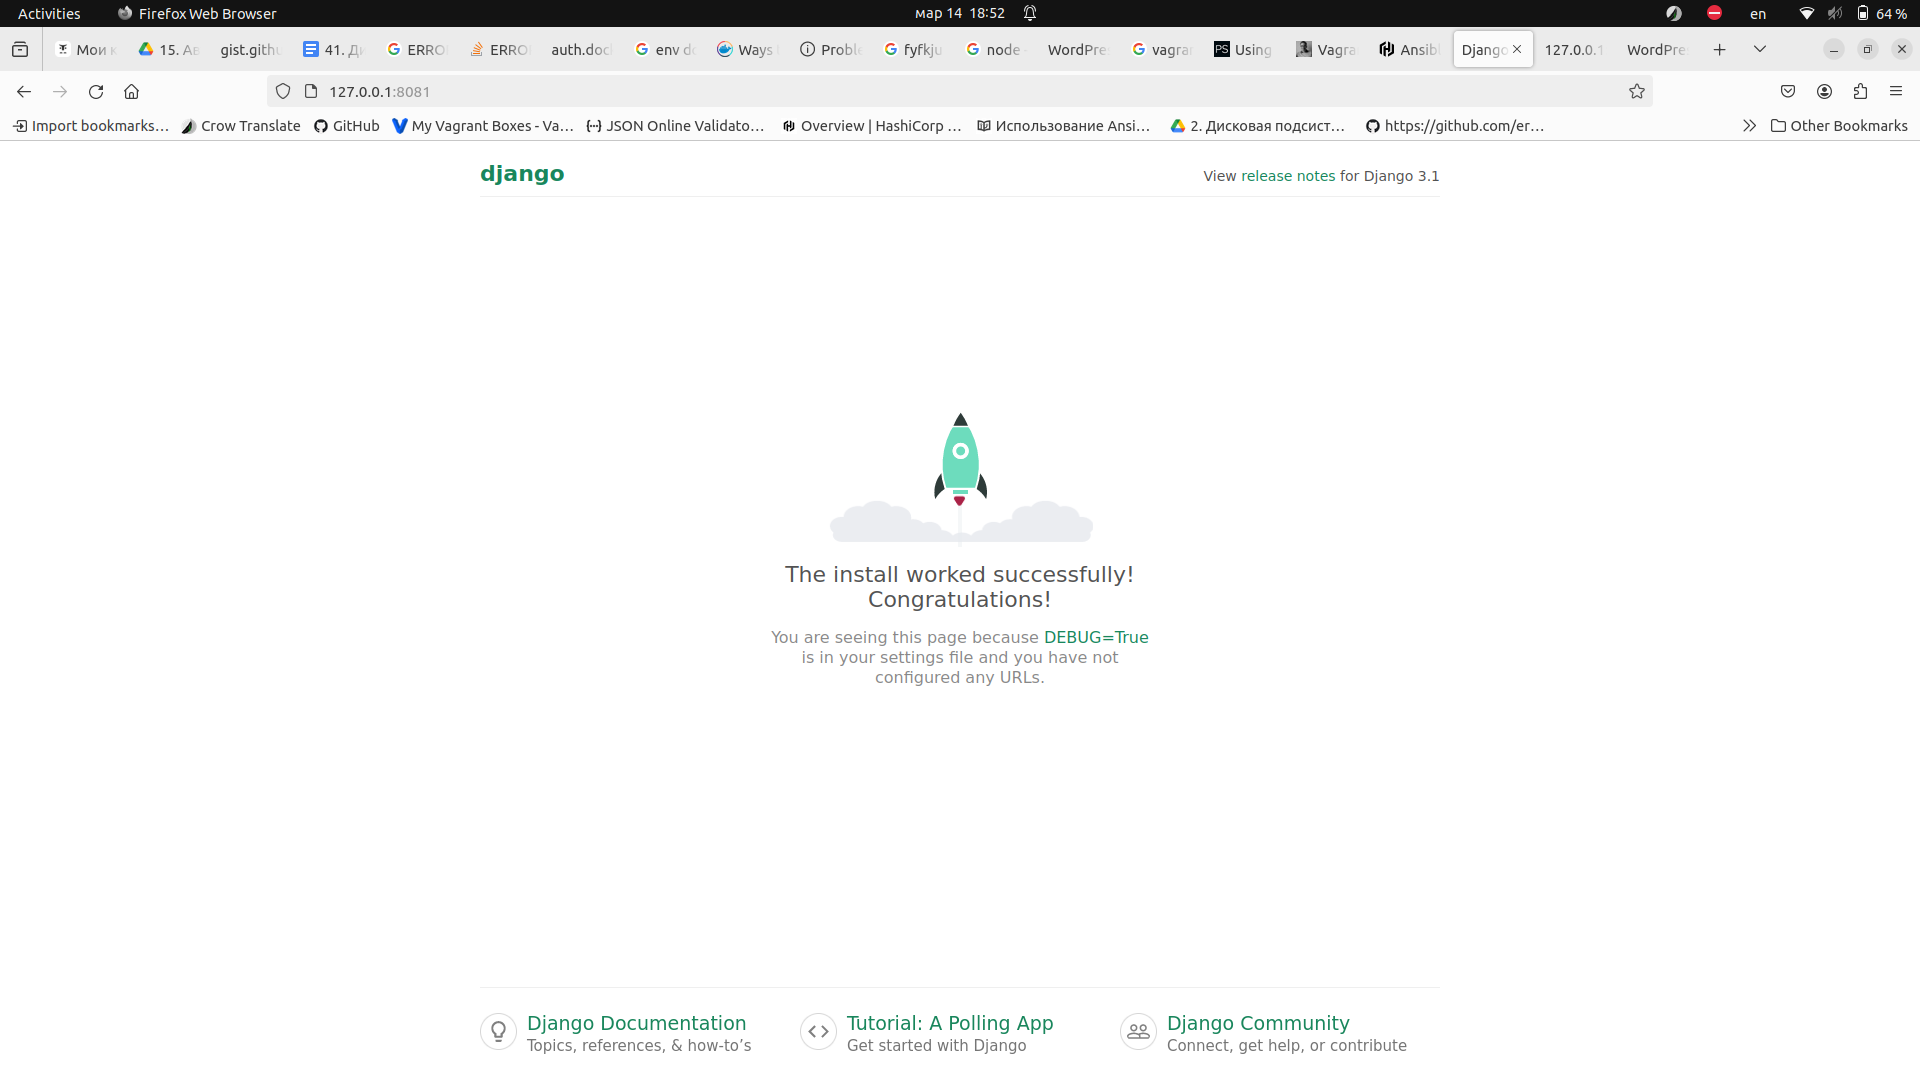 Activities Firefox Web Browser мар 14 18:52 en 64 %
Мои 15. gist.gith 41. ERRO ERRO auth.doc env Ways Proble fyfkju node WordPre vagra Using Vagra Ansib Django 127.0.0.1 WordPre
127.0.0.1:8081
Import bookmarks… Crow Translate GitHub My Vagrant Boxes - Va… JSON Online Validato… Overview | HashiCorp … Использование Ansi… 2. Дисковая подсист… https://github.com/er… Other Bookmarks
django View release notes for Django 3.1
The install worked successfully!
Congratulations!
You are seeing this page because DEBUG=True
is in your settings file and you have not
configured any URLs.
Django Documentation
Topics, references, & how-to’s
Tutorial: A Polling App
Get started with Django
Django Community
Connect, get help, or contribute